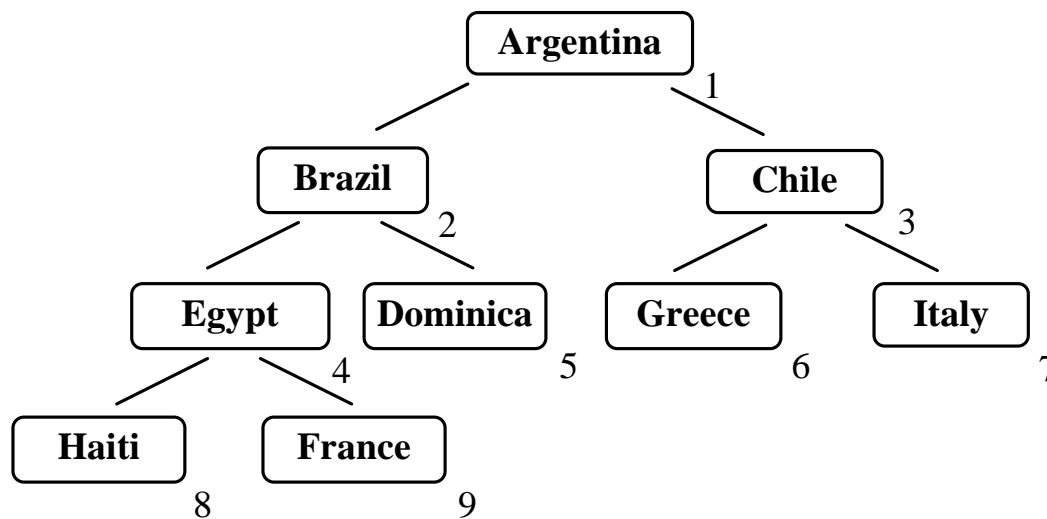 Argentina
1
Brazil
Chile
2
3
Egypt
Dominica
Greece
Italy
4
5
6
7
Haiti
France
8
9